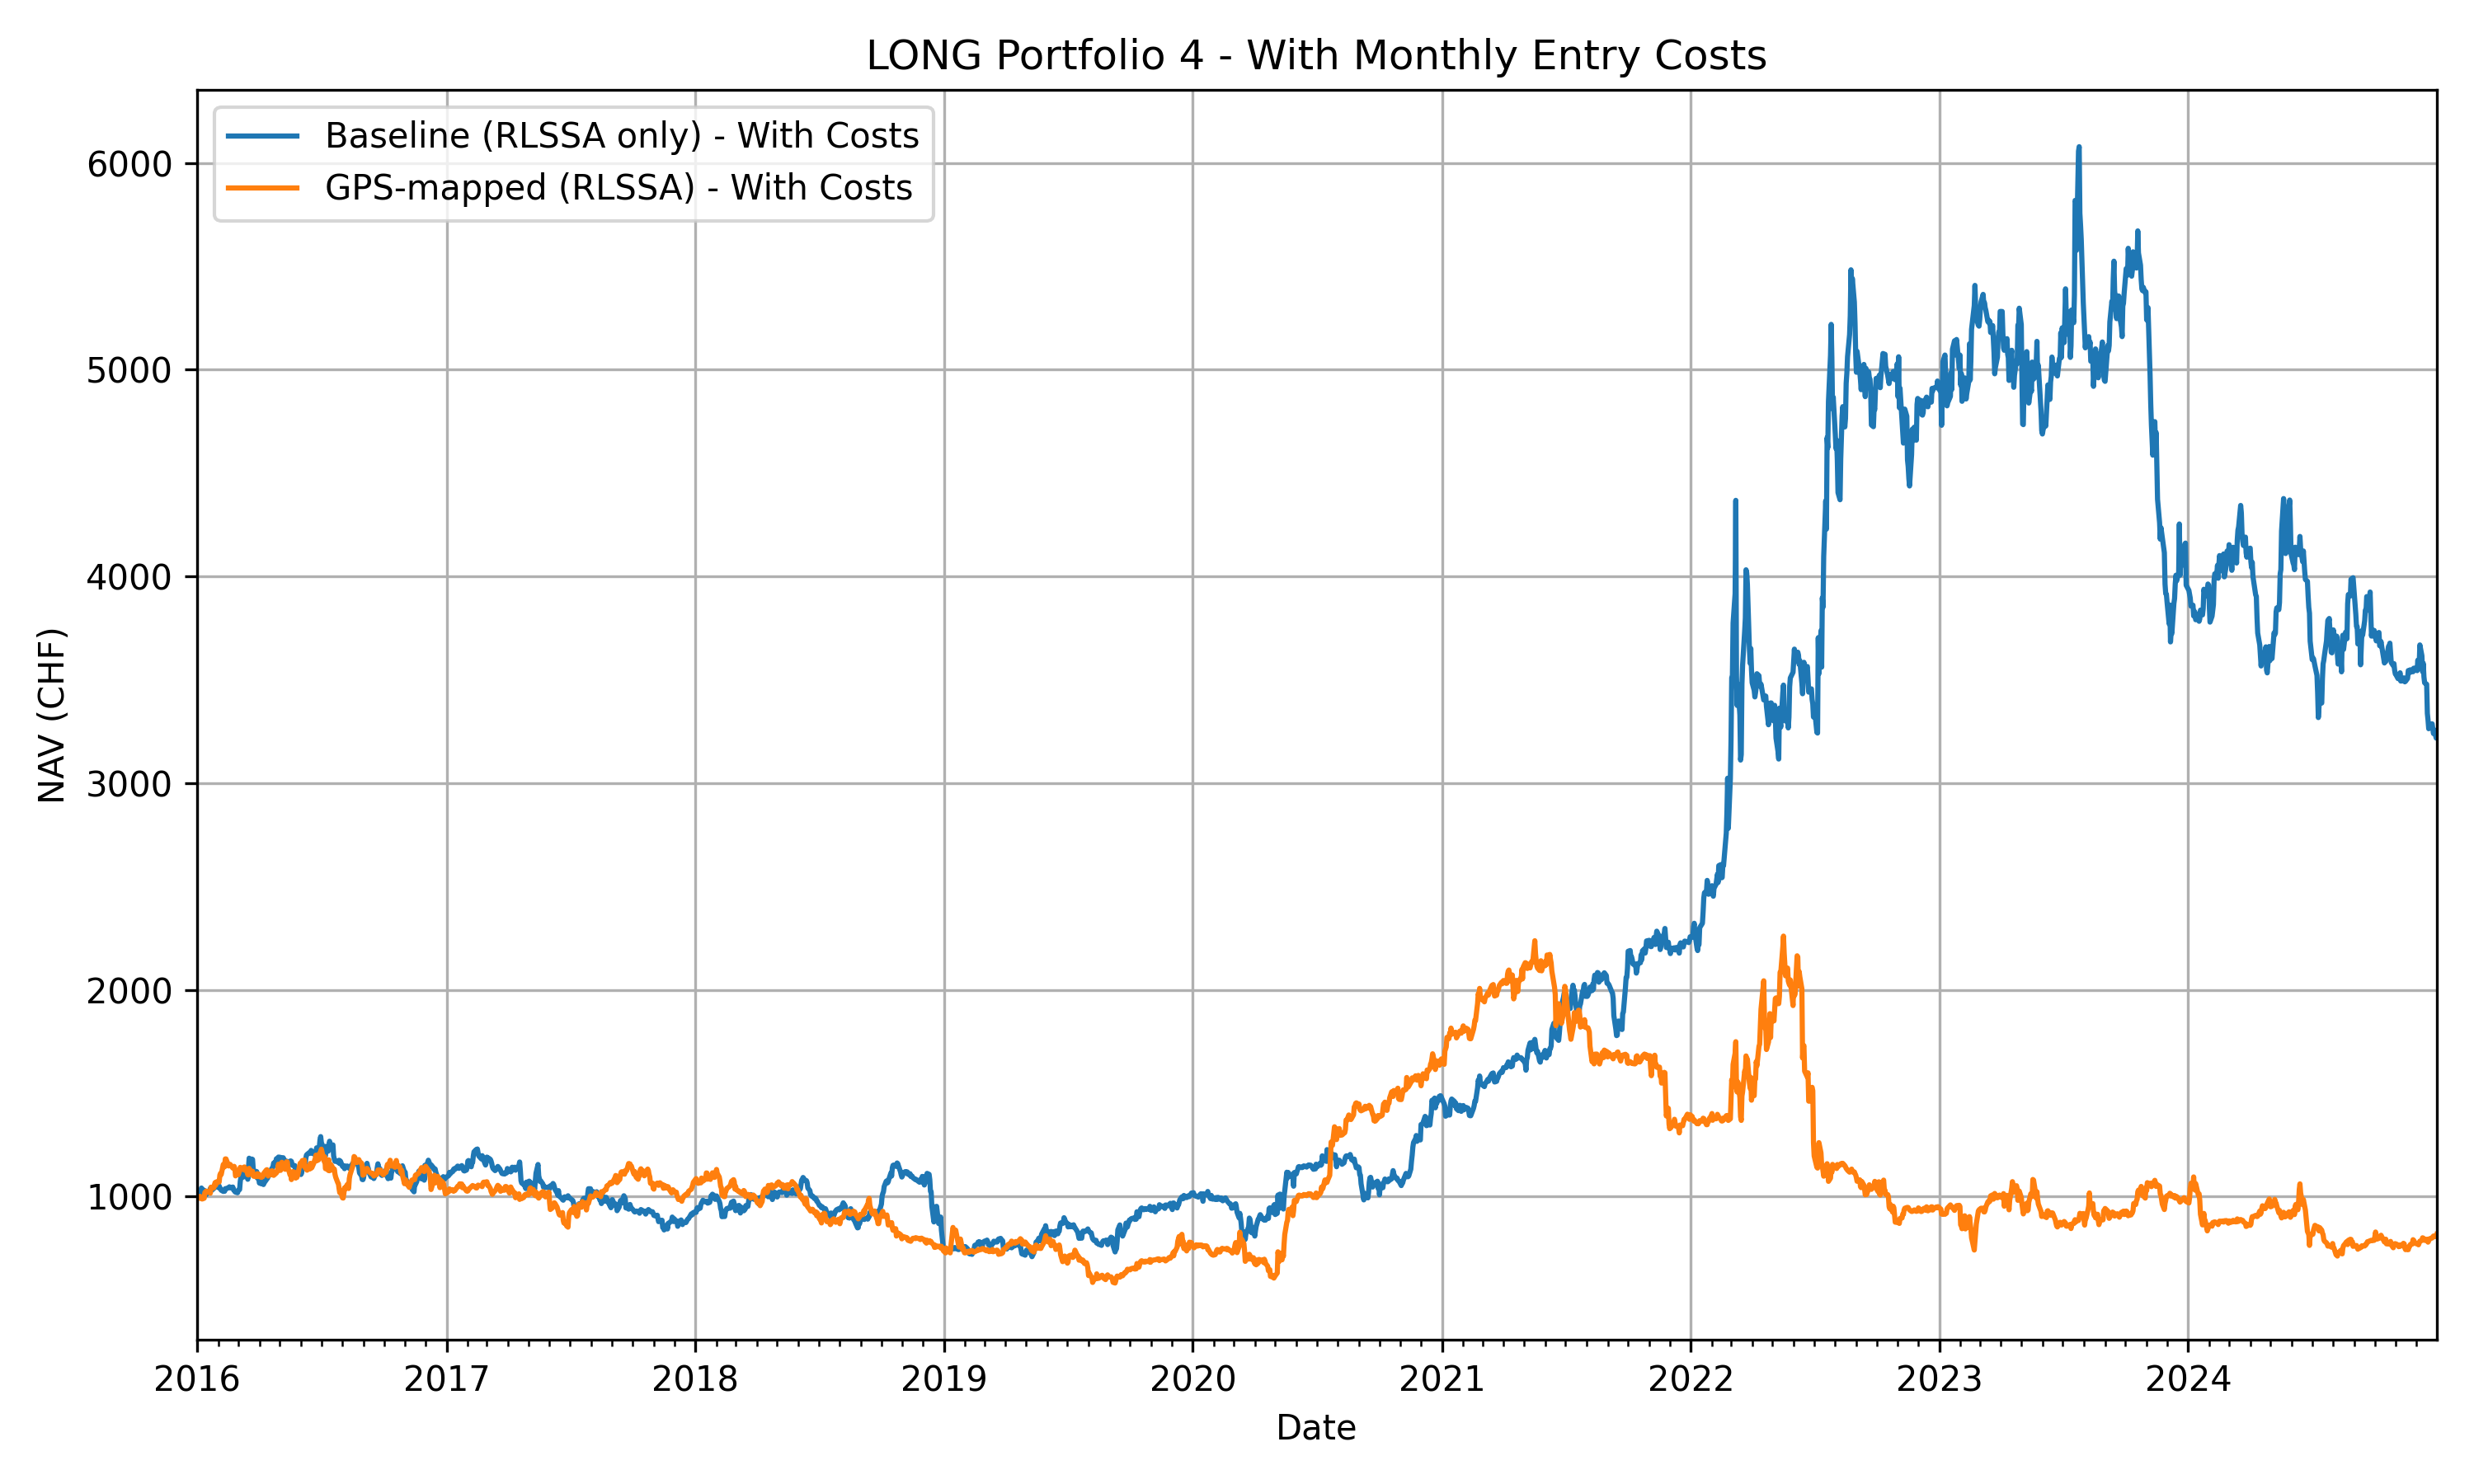 LONG Portfolio 4 - With Monthly Entry Costs
Baseline (RLSSA only) - With Costs
GPS-mapped (RLSSA) - With Costs
6000
5000
4000
3000
2000
1000
NAV (CHF)
2016 2017 2018 2019 2020 2021 2022 2023 2024
Date